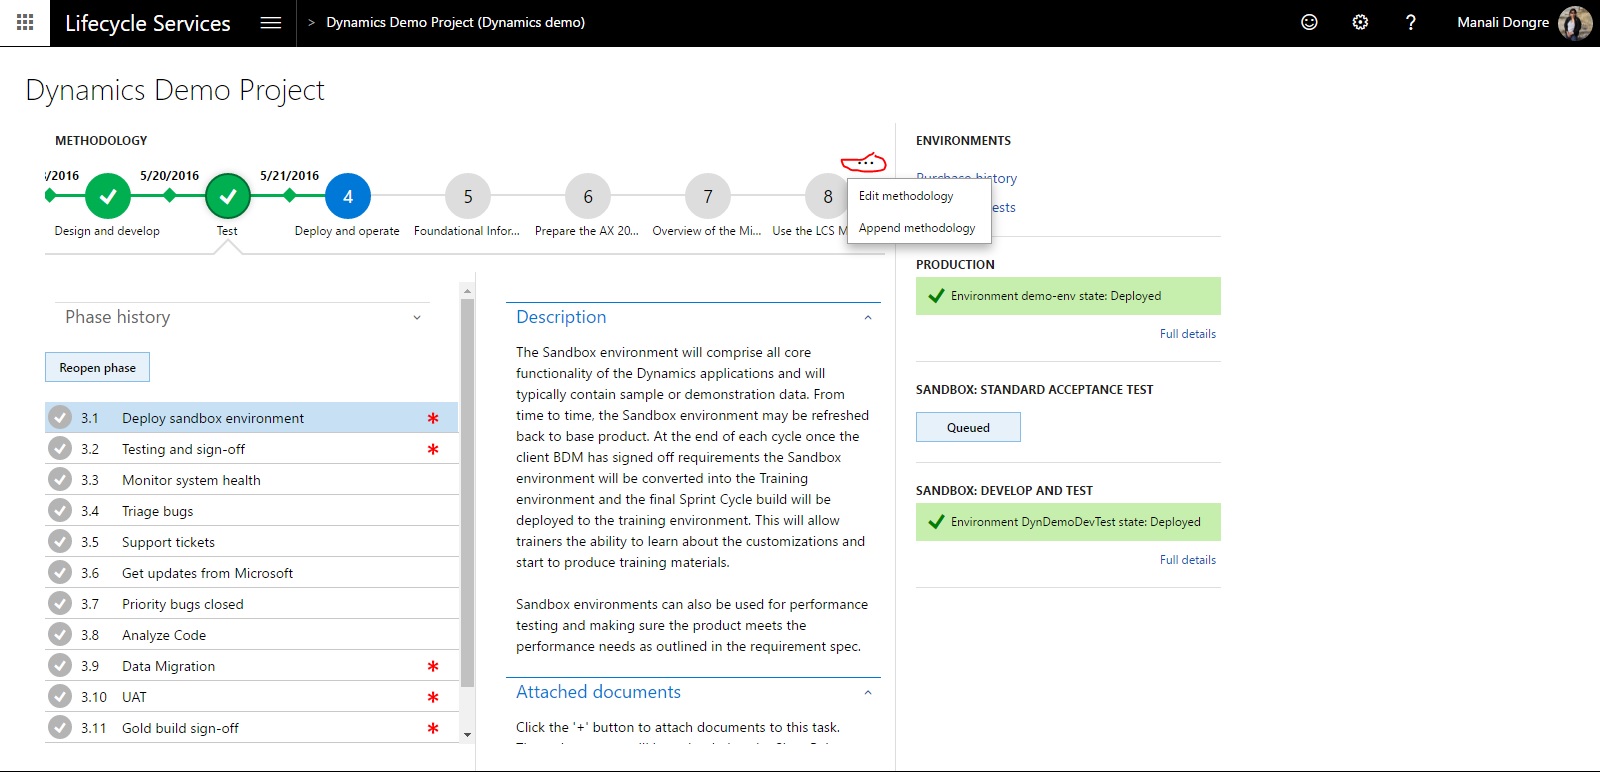 Lifecycle Services
> Dynamics Demo Project (Dynamics demo)
?
Manali Dongre
Dynamics Demo Project
METHODOLOGY
/2016
5/20/2016
5/21/2016
...
4
5
6
7
8
Design and develop
Test
Deploy and operate
Foundational Infor...
Prepare the AX 20...
Overview of the Mi...
Use the LCS M
Edit methodology
Append methodology
Phase history
Reopen phase
3.1 Deploy sandbox environment *
3.2 Testing and sign-off *
3.3 Monitor system health
3.4 Triage bugs
3.5 Support tickets
3.6 Get updates from Microsoft
3.7 Priority bugs closed
3.8 Analyze Code
3.9 Data Migration *
3.10 UAT *
3.11 Gold build sign-off *
Description
The Sandbox environment will comprise all core
functionality of the Dynamics applications and will
typically contain sample or demonstration data. From
time to time, the Sandbox environment may be refreshed
back to base product. At the end of each cycle once the
client BDM has signed off requirements the Sandbox
environment will be converted into the Training
environment and the final Sprint Cycle build will be
deployed to the training environment. This will allow
trainers the ability to learn about the customizations and
start to produce training materials.
Sandbox environments can also be used for performance
testing and making sure the product meets the
performance needs as outlined in the requirement spec.
Attached documents
Click the '+' button to attach documents to this task.
ENVIRONMENTS
Purchase history
ests
PRODUCTION
Environment demo-env state: Deployed
Full details
SANDBOX: STANDARD ACCEPTANCE TEST
Queued
SANDBOX: DEVELOP AND TEST
Environment DynDemoDevTest state: Deployed
Full details